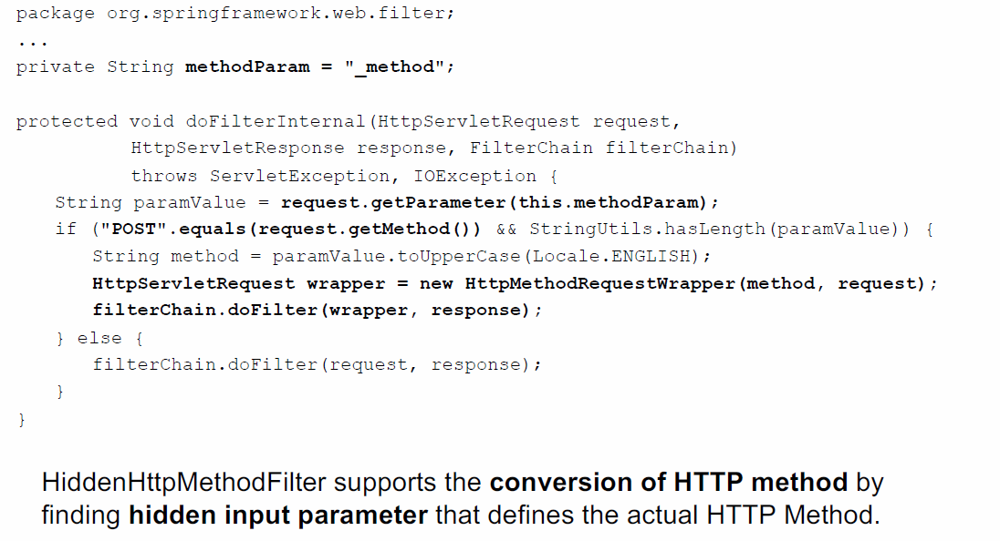 package org.springframework.web.filter;
...
private String methodParam = "_method";
protected void doFilterInternal(HttpServletRequest request,
HttpServletResponse response, FilterChain filterChain)
throws ServletException, IOException {
String paramValue = request.getParameter(this.methodParam);
if ("POST".equals(request.getMethod()) && StringUtils.hasLength(paramValue)) {
String method = paramValue.toUpperCase(Locale.ENGLISH);
HttpServletRequest wrapper = new HttpMethodRequestWrapper(method, request);
filterChain.doFilter(wrapper, response);
} else {
filterChain.doFilter(request, response);
}
}
HiddenHttpMethodFilter supports the conversion of HTTP method by
finding hidden input parameter that defines the actual HTTP Method.